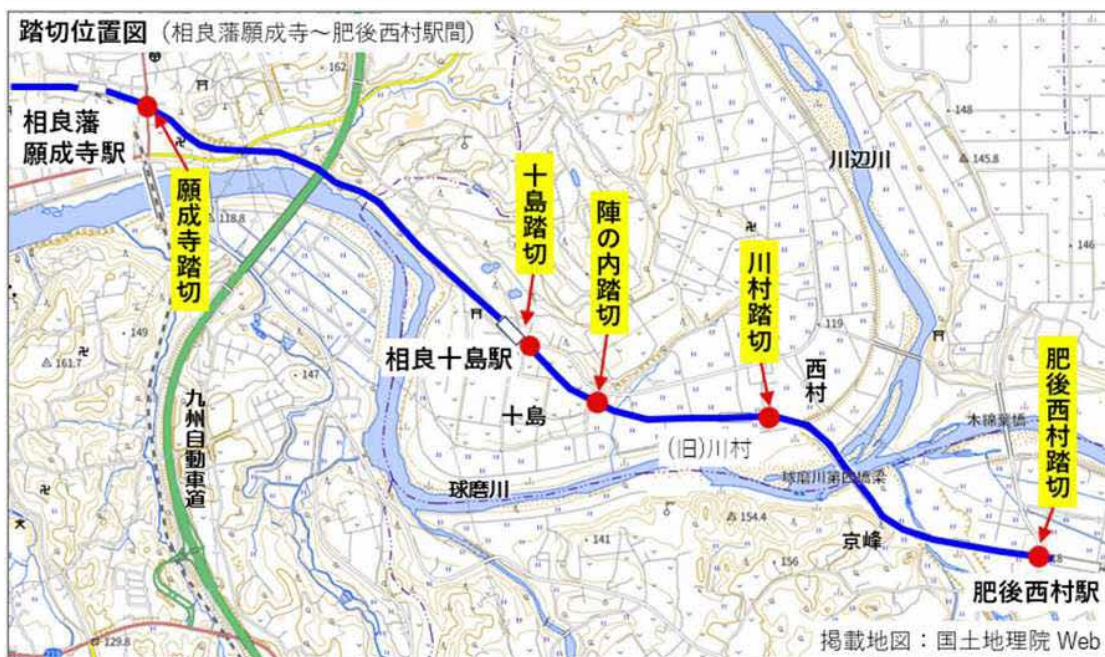 踏切位置図（相良藩願成寺～肥後西村駅間）
162
相良藩
願成寺駅
願成寺踏切
118.8
149
161.7
147
九州自動車道
129.8
十島踏切
相良十島駅
十島
陣の内踏切
川村踏切
西村
119
(旧)川村
球磨川
球磨川第四橋梁
川辺川
148
145.8
146
木綿葉橋
肥後西村踏切
154.4
141
156
京峰
肥後西村駅
掲載地図：国土地理院 Web